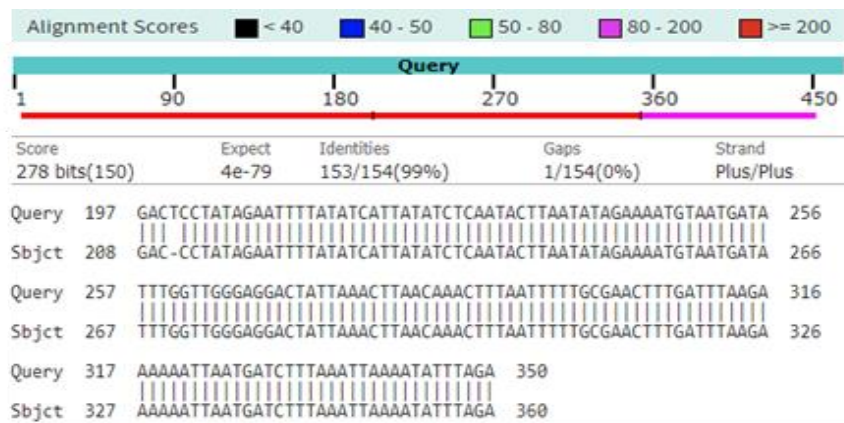 Alignment Scores < 40 40 - 50 50 - 80 80 - 200 >= 200
Query
1 90 180 270 360 450
Score Expect Identities Gaps Strand
278 bits(150) 4e-79 153/154(99%) 1/154(0%) Plus/Plus
Query 197 GACTCCTATAGAATTTTATATCATTATATCTCAATACTTAATATAGAAAATGTAATGATA 256
Sbjct 208 GAC-CCTATAGAATTTTATATCATTATATCTCAATACTTAATATAGAAAATGTAATGATA 266
Query 257 TTTGGTTGGGAGGACTATTAAACTTAACAAACTTTAATTTTTGCGAACTTTGATTTAAGA 316
Sbjct 267 TTTGGTTGGGAGGACTATTAAACTTAACAAACTTTAATTTTTGCGAACTTTGATTTAAGA 326
Query 317 AAAAATTAATGATCTTTAAATTAAAATATTTAGA 350
Sbjct 327 AAAAATTAATGATCTTTAAATTAAAATATTTAGA 360